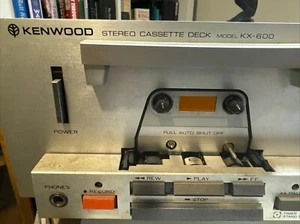 KENWOOD STEREO CASSETTE DECK MODEL KX-600
POWER
FULL AUTO SHUT OFF
PHONES
RECORD
◄◄ REW ► PLAY ►► FF
STOP